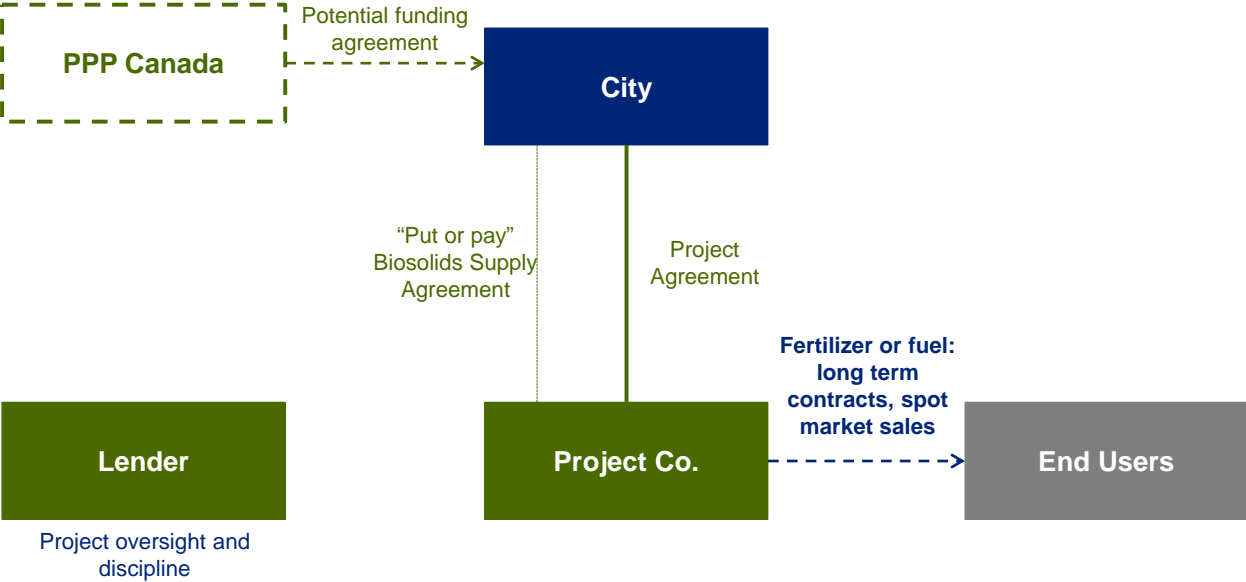 Potential funding
agreement
PPP Canada
City
“Put or pay”
Biosolids Supply
Agreement
Project
Agreement
Fertilizer or fuel:
long term
contracts, spot
market sales
Lender
Project Co.
End Users
Project oversight and
discipline